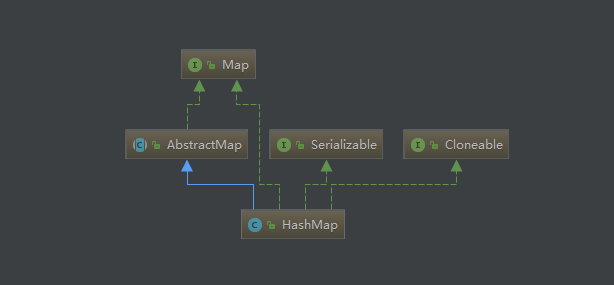 I Map
C AbstractMap
I Serializable
I Cloneable
C HashMap